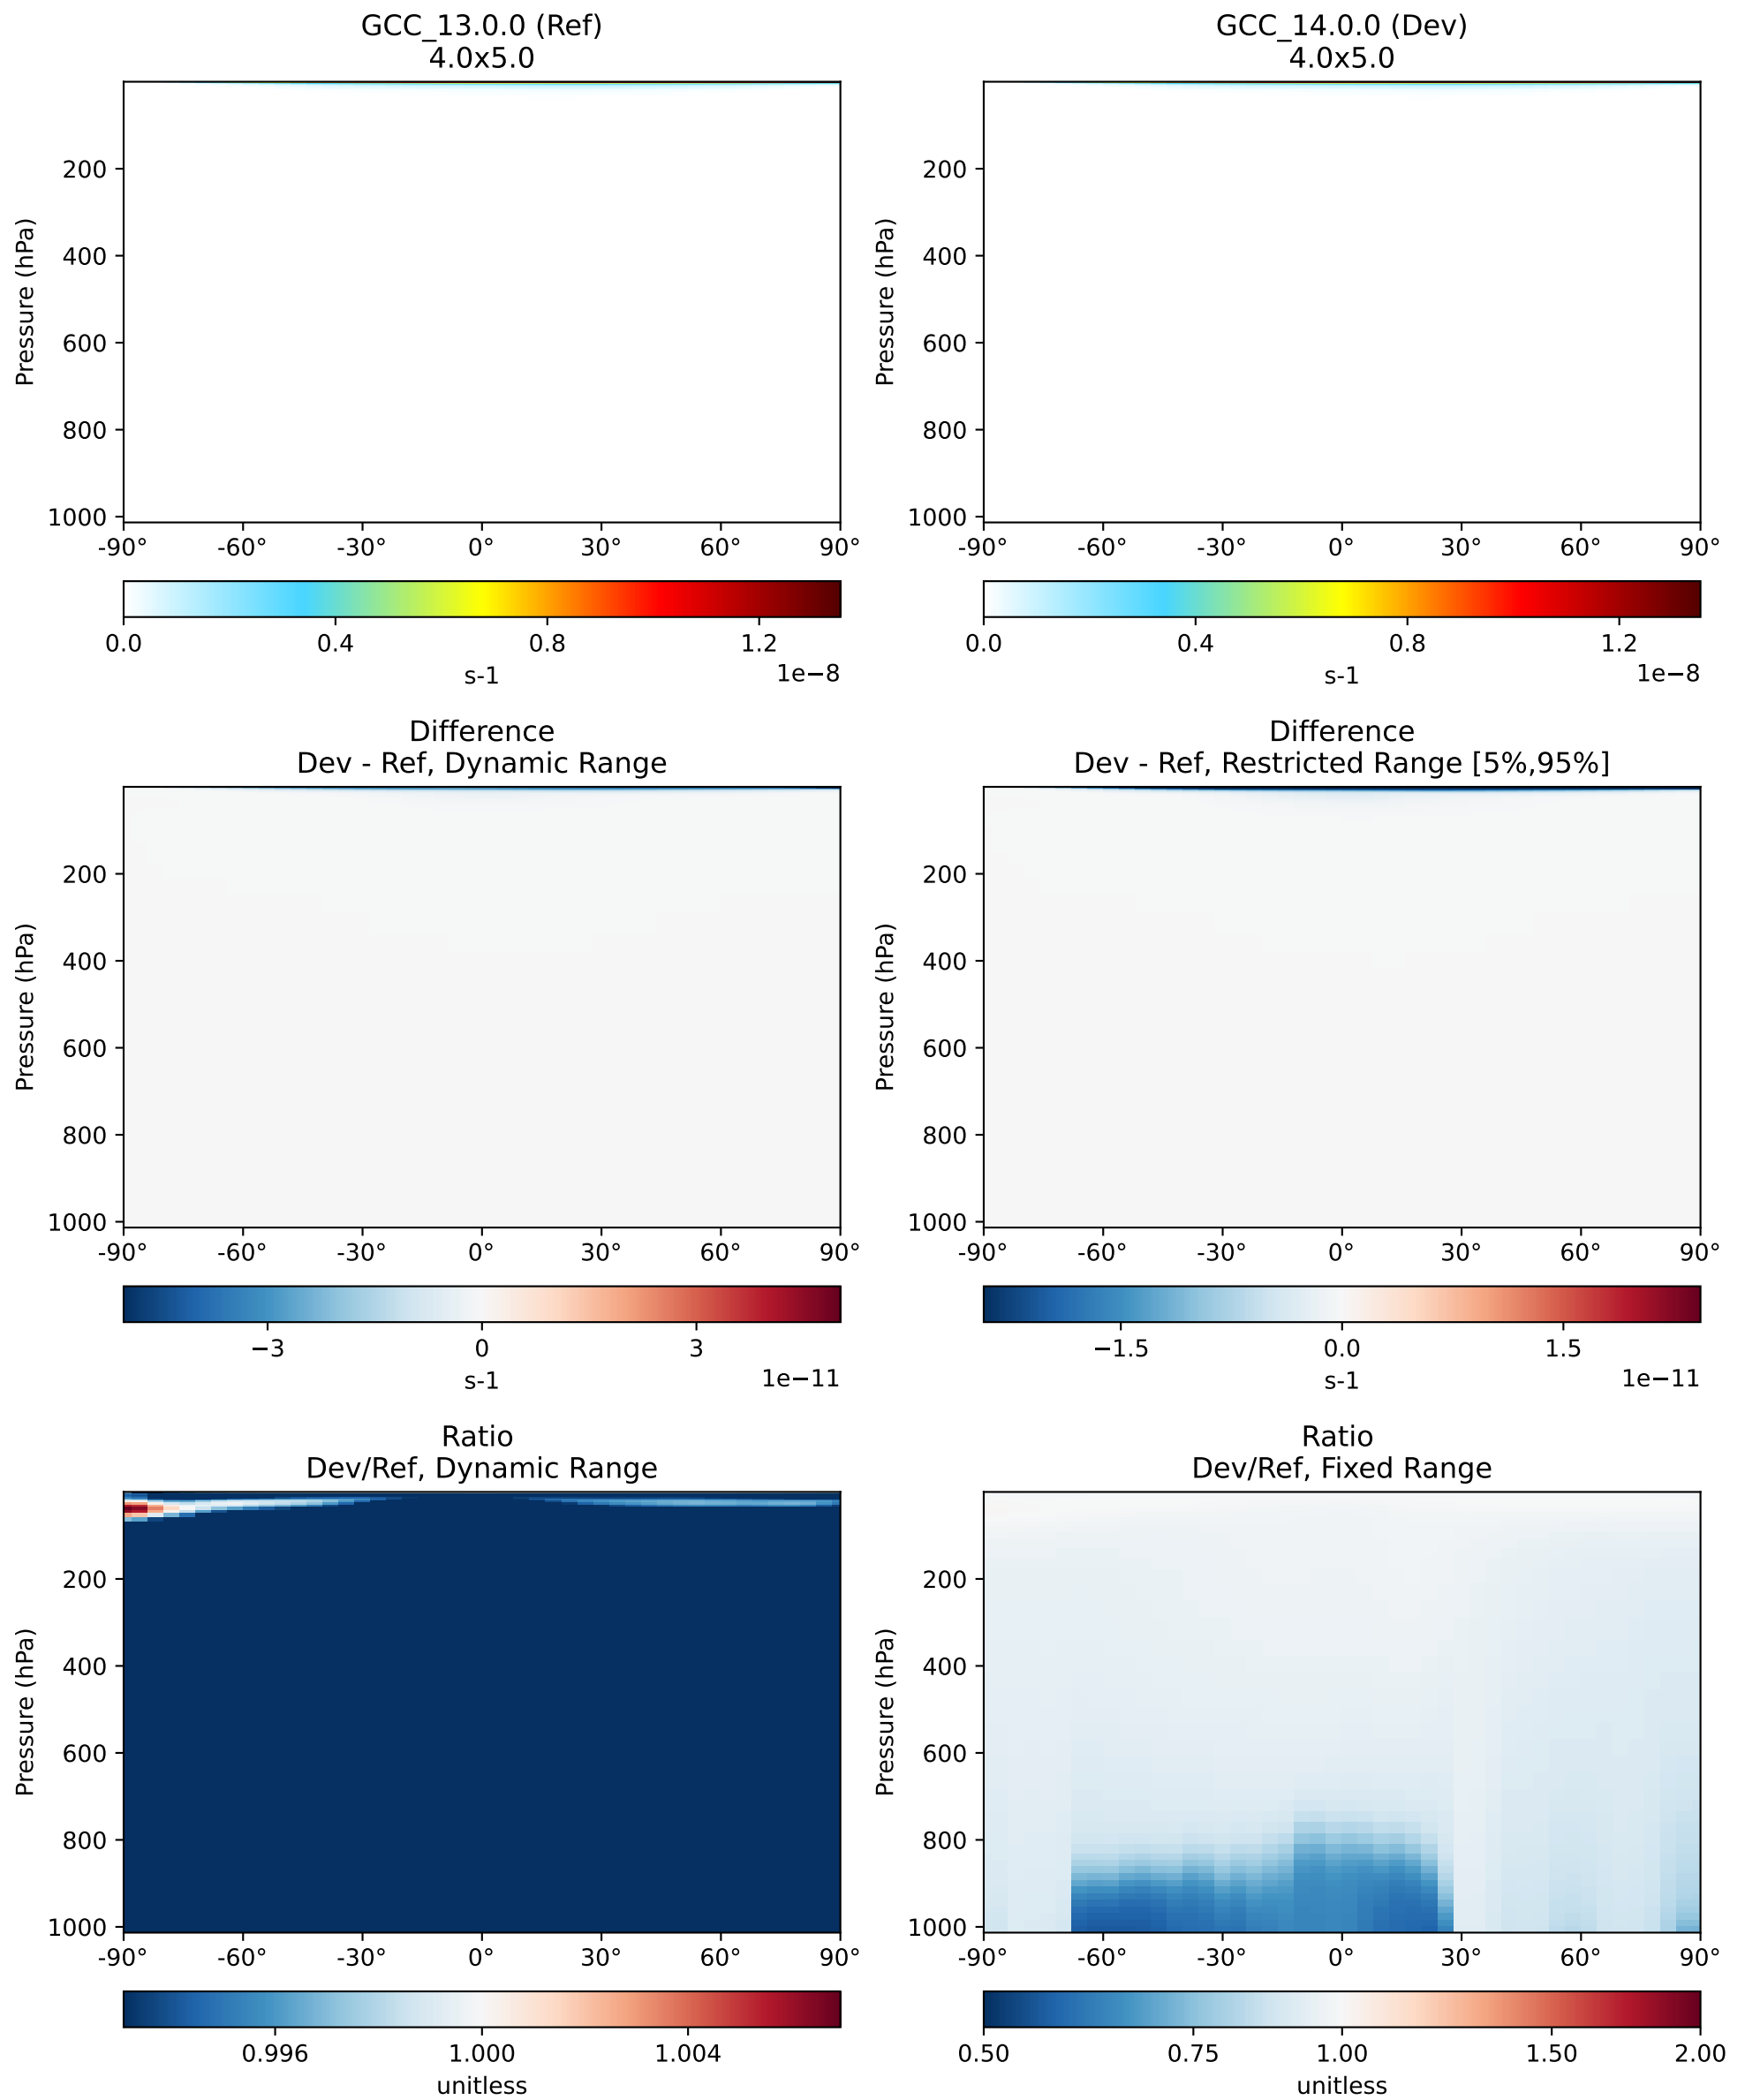 GCC_13.0.0 (Ref)
4.0x5.0
Pressure (hPa)
200
400
600
800
1000
-90° -60° -30° 0° 30° 60° 90°
0.0 0.4 0.8 1.2
s-1
1e−8
GCC_14.0.0 (Dev)
4.0x5.0
Pressure (hPa)
200
400
600
800
1000
-90° -60° -30° 0° 30° 60° 90°
0.0 0.4 0.8 1.2
s-1
1e−8
Difference
Dev - Ref, Dynamic Range
Pressure (hPa)
200
400
600
800
1000
-90° -60° -30° 0° 30° 60° 90°
−3 0 3
s-1
1e−11
Difference
Dev - Ref, Restricted Range [5%,95%]
Pressure (hPa)
200
400
600
800
1000
-90° -60° -30° 0° 30° 60° 90°
−1.5 0.0 1.5
s-1
1e−11
Ratio
Dev/Ref, Dynamic Range
Pressure (hPa)
200
400
600
800
1000
-90° -60° -30° 0° 30° 60° 90°
0.996 1.000 1.004
unitless
Ratio
Dev/Ref, Fixed Range
Pressure (hPa)
200
400
600
800
1000
-90° -60° -30° 0° 30° 60° 90°
0.50 0.75 1.00 1.50 2.00
unitless